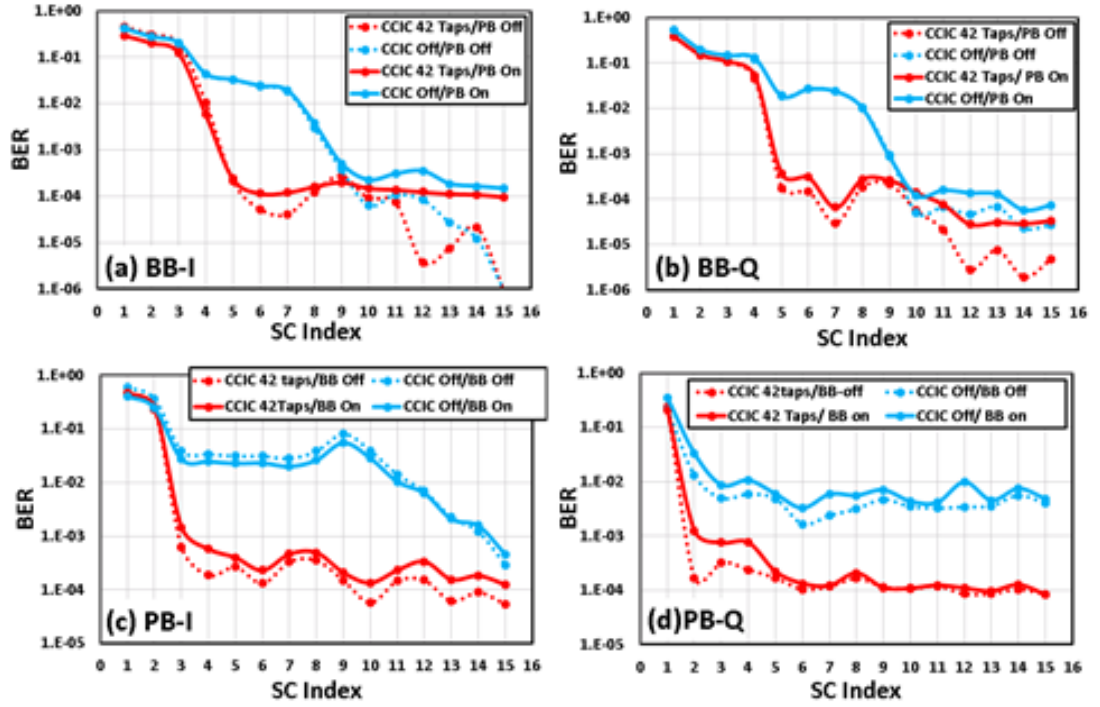 1.E+00
1.E-01
1.E-02
1.E-03
1.E-04
1.E-05
1.E-06
BER
CCIC 42 Taps/PB Off
CCIC Off/PB Off
CCIC 42 Taps/PB On
CCIC Off/PB On
(a) BB-I
0 1 2 3 4 5 6 7 8 9 10 11 12 13 14 15 16
SC Index
1.E+00
1.E-01
1.E-02
1.E-03
1.E-04
1.E-05
1.E-06
BER
CCIC 42 Taps/PB Off
CCIC Off/PB Off
CCIC 42 Taps/ PB On
CCIC Off/PB On
(b) BB-Q
0 1 2 3 4 5 6 7 8 9 10 11 12 13 14 15 16
SC Index
1.E+00
1.E-01
1.E-02
1.E-03
1.E-04
1.E-05
BER
CCIC 42 taps/BB Off CCIC Off/BB Off
CCIC 42Taps/BB On CCIC Off/BB On
(c) PB-I
0 1 2 3 4 5 6 7 8 9 10 11 12 13 14 15 16
SC Index
1.E+00
1.E-01
1.E-02
1.E-03
1.E-04
1.E-05
BER
CCIC 42taps/BB-off CCIC Off/BB Off
CCIC 42 Taps/ BB on CCIC Off/ BB on
(d)PB-Q
0 1 2 3 4 5 6 7 8 9 10 11 12 13 14 15 16
SC Index